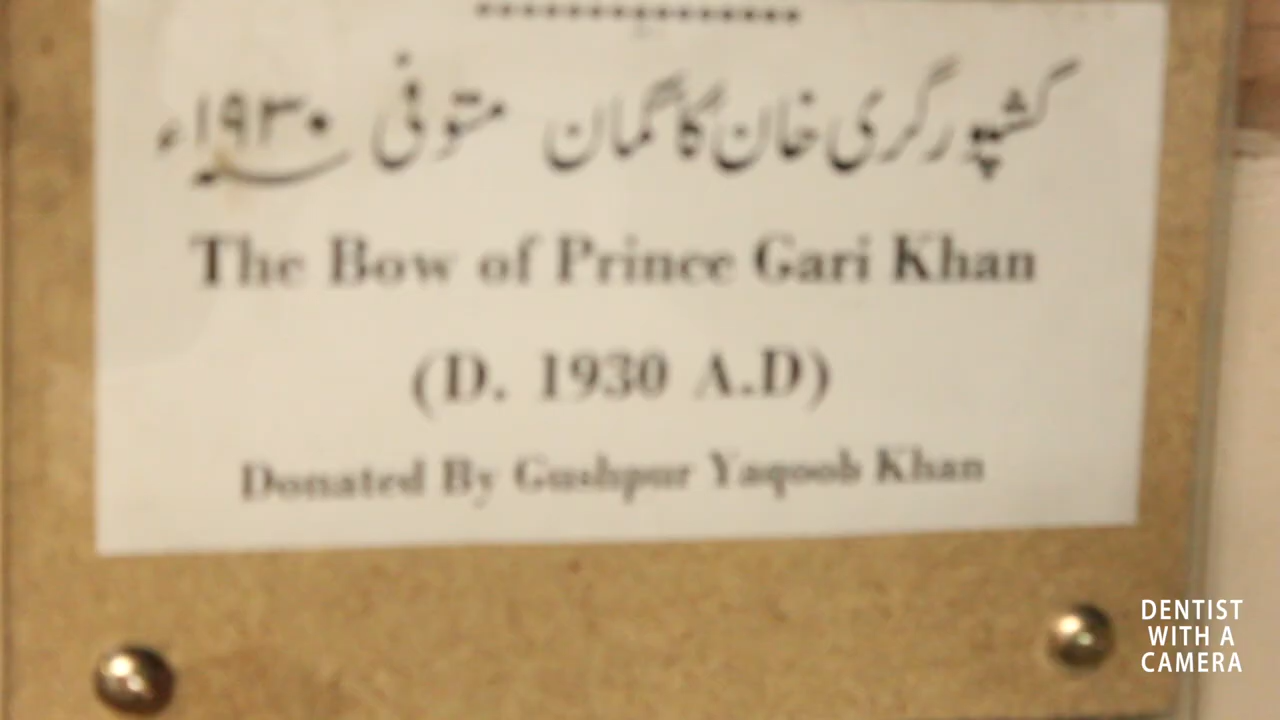 گشپور گری خان کا کمان متوفی ۱۹۳۰ء
The Bow of Prince Gari Khan
(D. 1930 A.D)
Donated By Gushpur Yaqoob Khan
DENTIST
WITH A
CAMERA